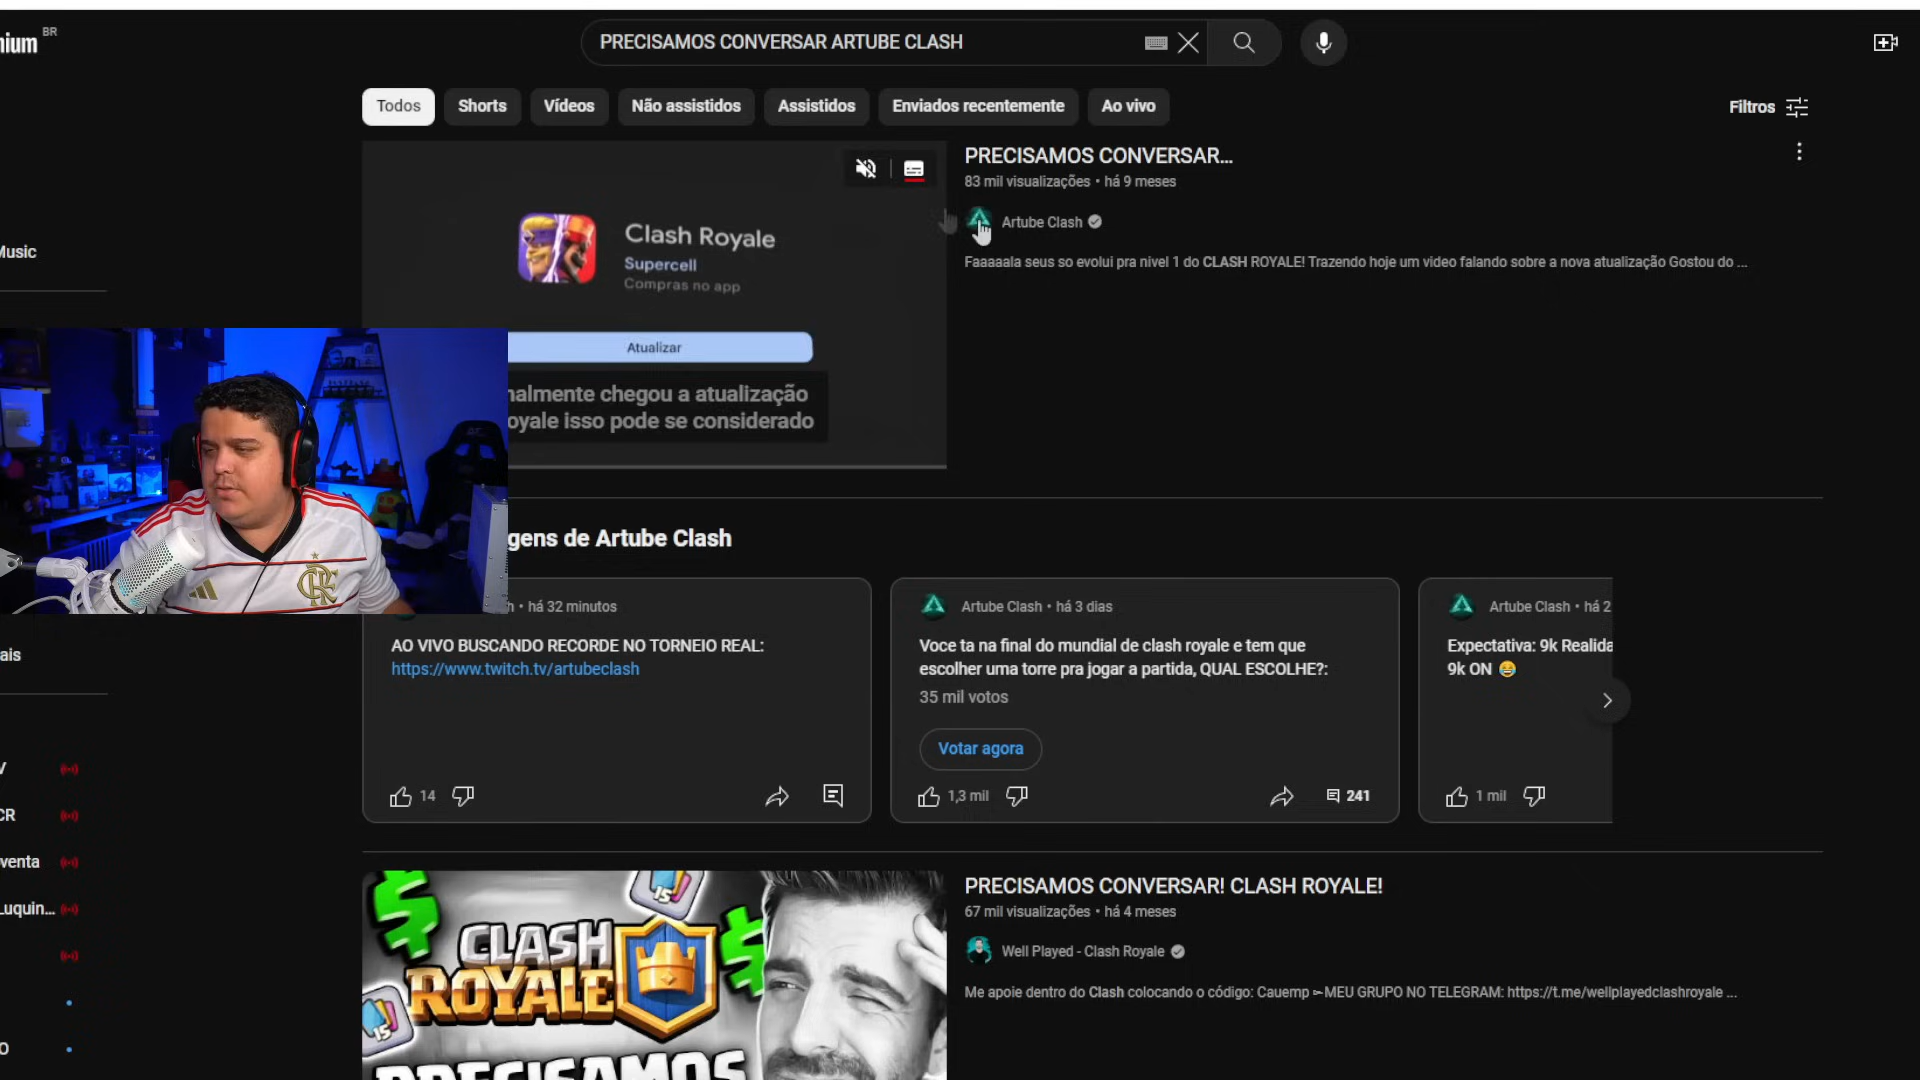 nium BR
PRECISAMOS CONVERSAR ARTUBE CLASH
Todos
Shorts
Vídeos
Não assistidos
Assistidos
Enviados recentemente
Ao vivo
Filtros
Music
Clash Royale
Supercell
Compras no app
Atualizar
nalmente chegou a atualização
oyale isso pode se considerado
PRECISAMOS CONVERSAR...
83 mil visualizações • há 9 meses
Artube Clash
Faaaaala seus so evolui pra nivel 1 do CLASH ROYALE! Trazendo hoje um video falando sobre a nova atualização Gostou do ...
gens de Artube Clash
h • há 32 minutos
AO VIVO BUSCANDO RECORDE NO TORNEIO REAL:
https://www.twitch.tv/artubeclash
14
Artube Clash • há 3 dias
Voce ta na final do mundial de clash royale e tem que
escolher uma torre pra jogar a partida, QUAL ESCOLHE?:
35 mil votos
Votar agora
1,3 mil
241
Artube Clash • há 2
Expectativa: 9k Realida
9k ON 😂
1 mil
ais
V
CR
venta
Luquin...
O
15
CLASH
ROYALE
15
PRECISAMOS
PRECISAMOS CONVERSAR! CLASH ROYALE!
67 mil visualizações • há 4 meses
Well Played - Clash Royale
Me apoie dentro do Clash colocando o código: Cauemp ➣MEU GRUPO NO TELEGRAM: https://t.me/wellplayedclashroyale ...